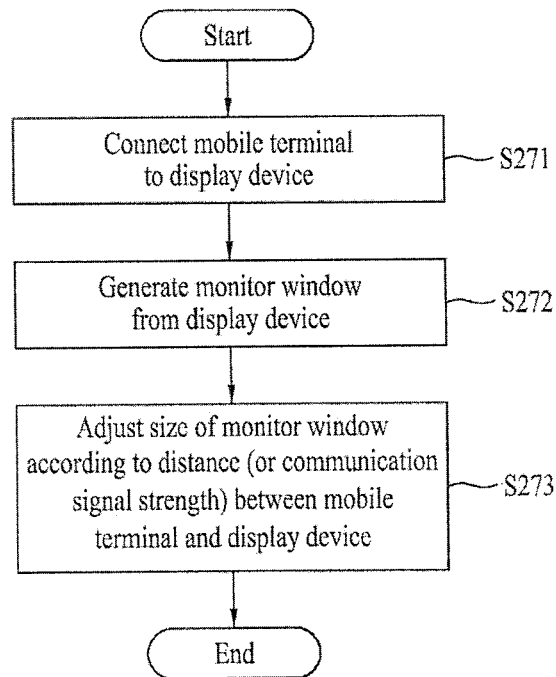 Start
Connect mobile terminal
to display device
S271
Generate monitor window
from display device
S272
Adjust size of monitor window
according to distance (or communication
signal strength) between mobile
terminal and display device
S273
End